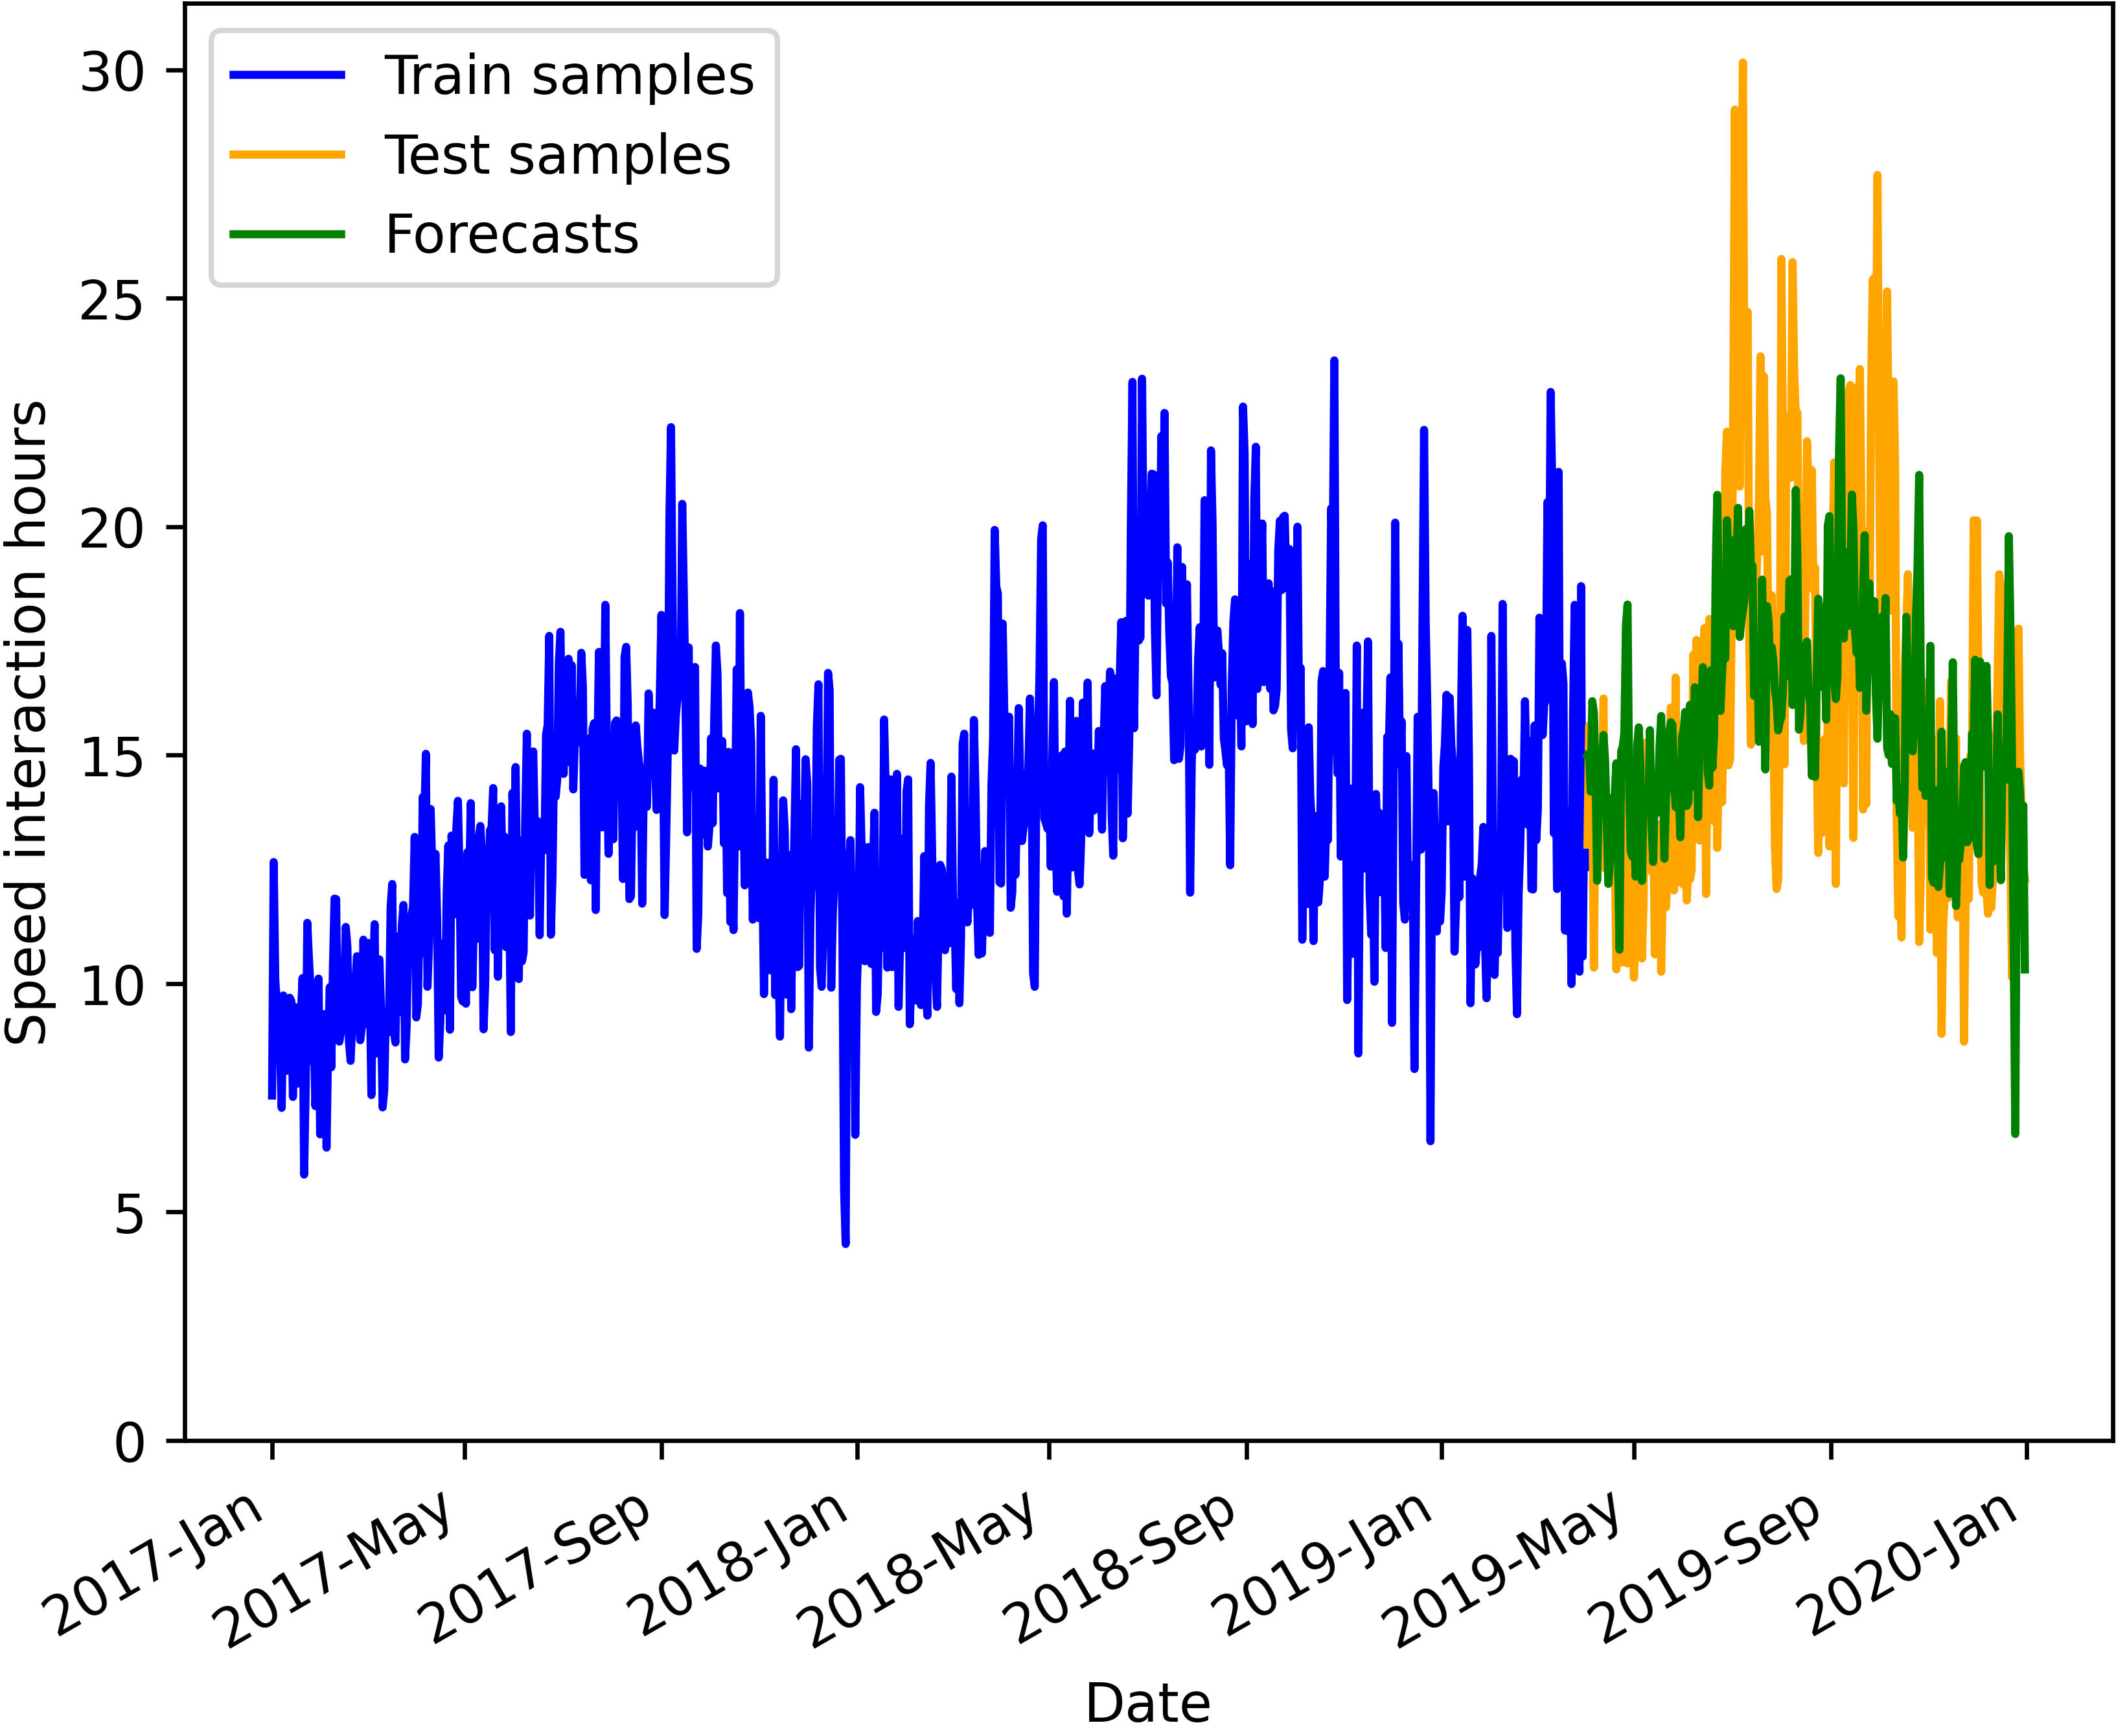 Train samples
Test samples
Forecasts
Speed interaction hours
30
25
20
15
10
5
0
2017-Jan
2017-May
2017-Sep
2018-Jan
2018-May
2018-Sep
2019-Jan
2019-May
2019-Sep
2020-Jan
Date